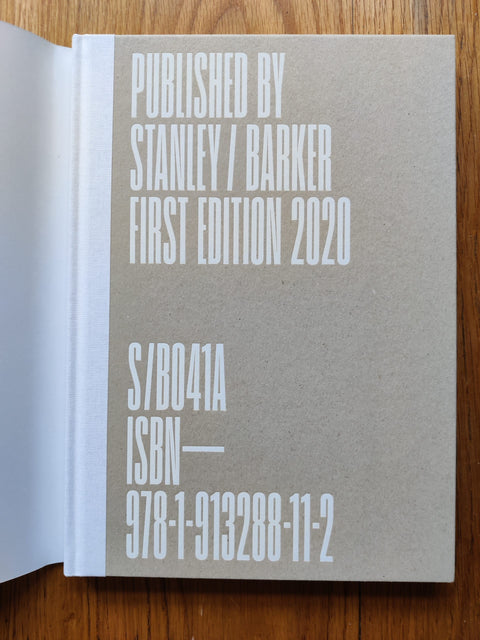 PUBLISHED BY
STANLEY / BARKER
FIRST EDITION 2020
S/B041A
ISBN—
978-1-913288-11-2